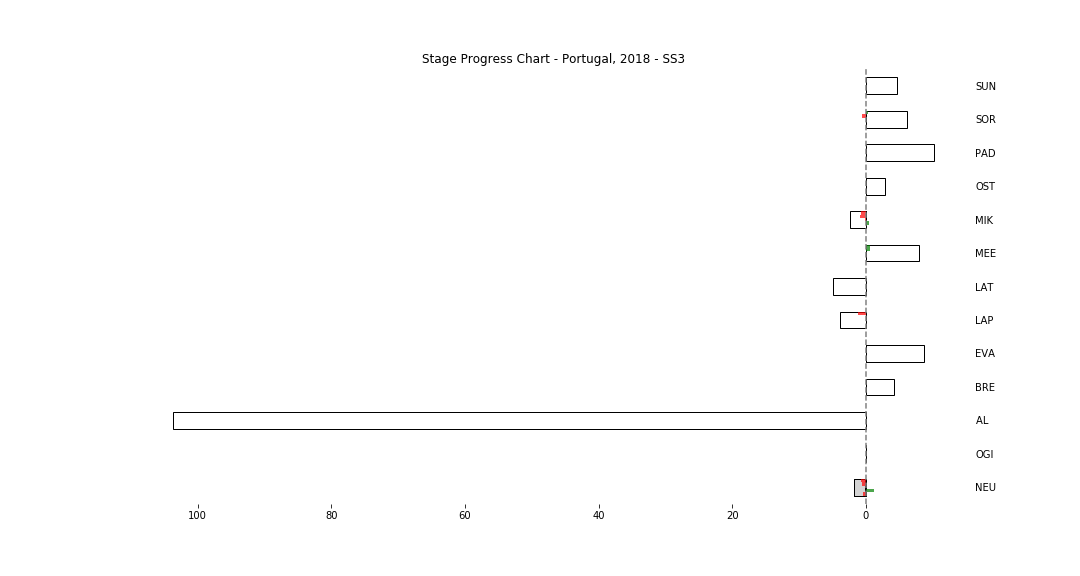 Stage Progress Chart - Portugal, 2018 - SS3
SUN
SOR
PAD
OST
MIK
MEE
LAT
LAP
EVA
BRE
AL
OGI
NEU
100 80 60 40 20 0